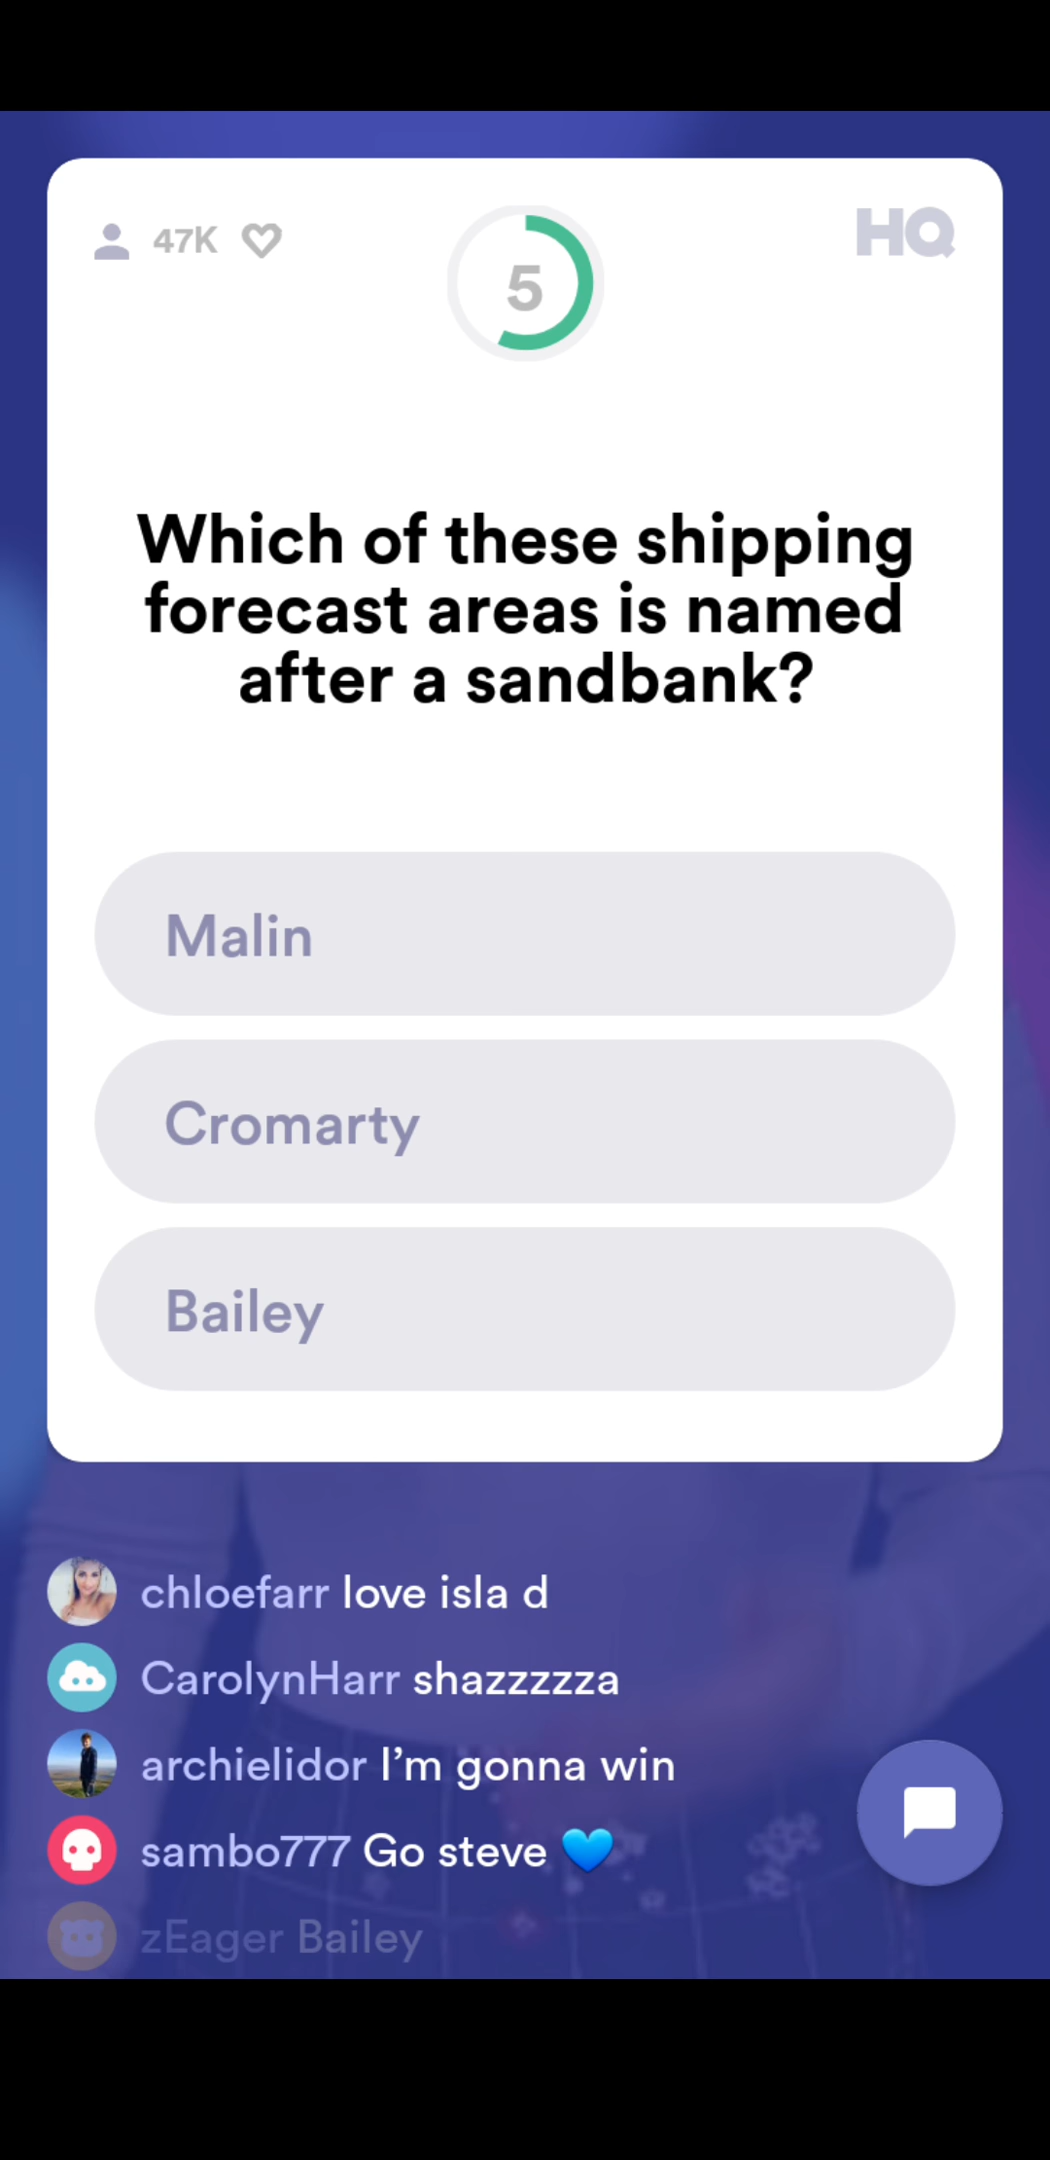 47K
5
HQ
Which of these shipping
forecast areas is named
after a sandbank?
Malin
Cromarty
Bailey
chloefarr love isla d
CarolynHarr shazzzzza
archielidor I’m gonna win
sambo777 Go steve 💙
zEager Bailey